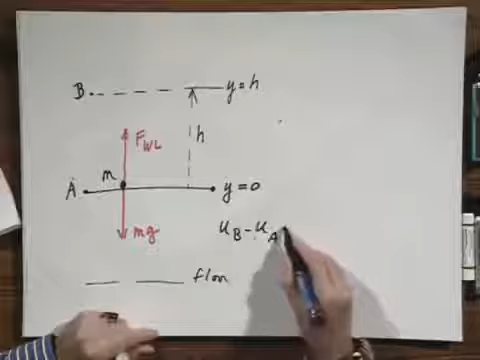 B
y = h
F_WL
h
m
A
y = 0
mg
u_B - u_A
floor